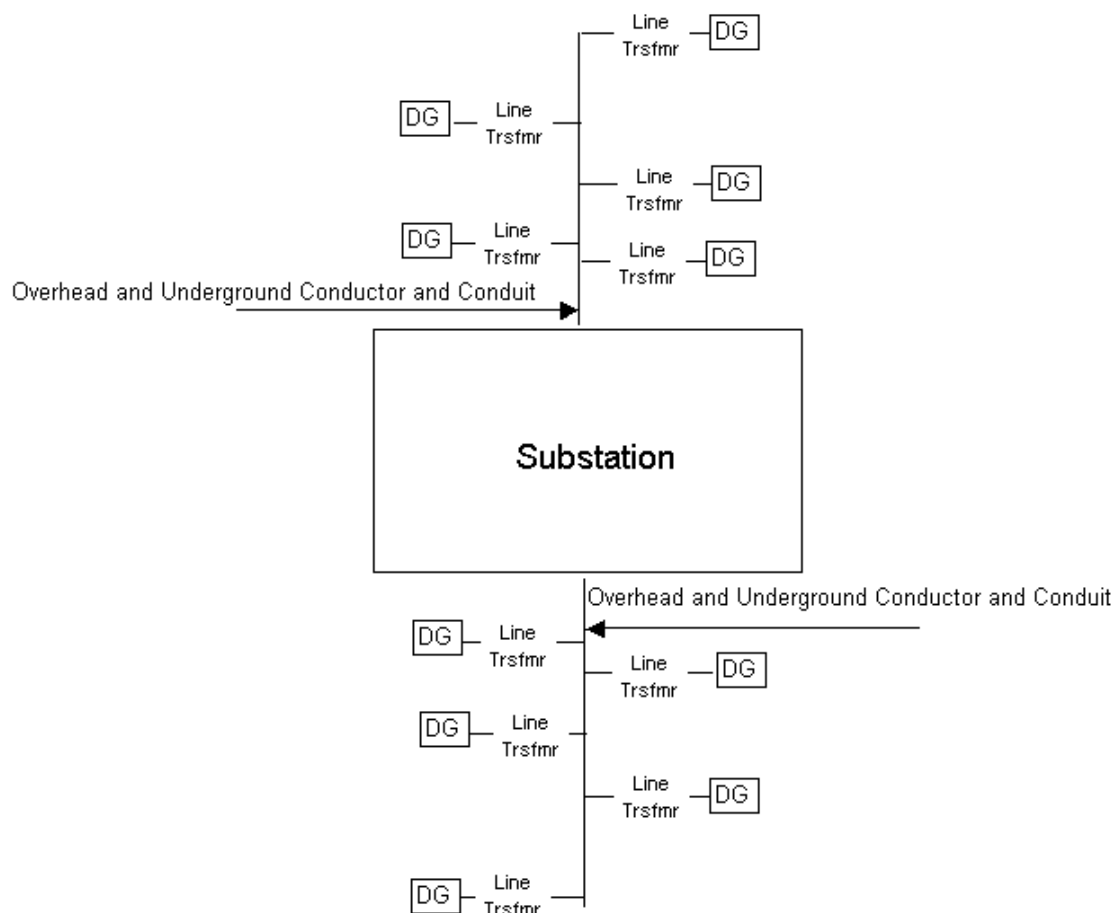 Line
Trsfmr
DG
DG
Line
Trsfmr
Line
Trsfmr
DG
DG
Line
Trsfmr
Line
Trsfmr
DG
Overhead and Underground Conductor and Conduit
Substation
Overhead and Underground Conductor and Conduit
DG
Line
Trsfmr
Line
Trsfmr
DG
DG
Line
Trsfmr
Line
Trsfmr
DG
DG
Line
Trsfmr